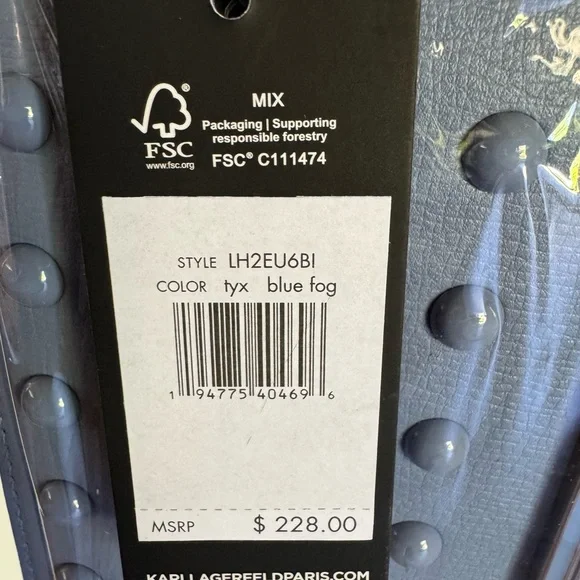 MIX
Packaging | Supporting
responsible forestry
FSC® C111474
FSC
www.fsc.org
STYLE LH2EU6BI
COLOR tyx blue fog
1 94775 40469 6
MSRP $ 228.00
KARLLAGERFELDPARIS.COM